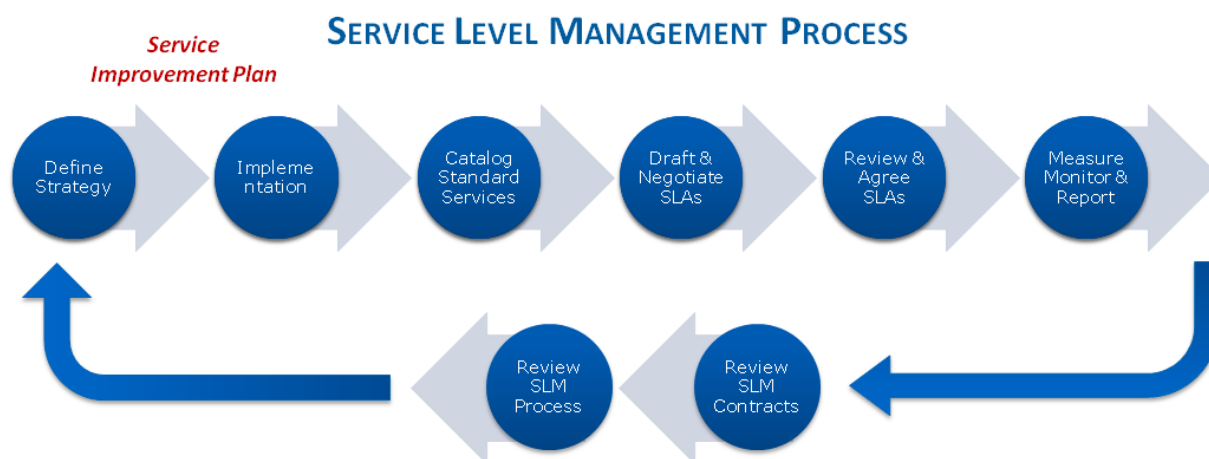 SERVICE LEVEL MANAGEMENT PROCESS
Service
Improvement Plan
Define
Strategy
Impleme
ntation
Catalog
Standard
Services
Draft &
Negotiate
SLAs
Review &
Agree
SLAs
Measure
Monitor &
Report
Review
SLM
Contracts
Review
SLM
Process